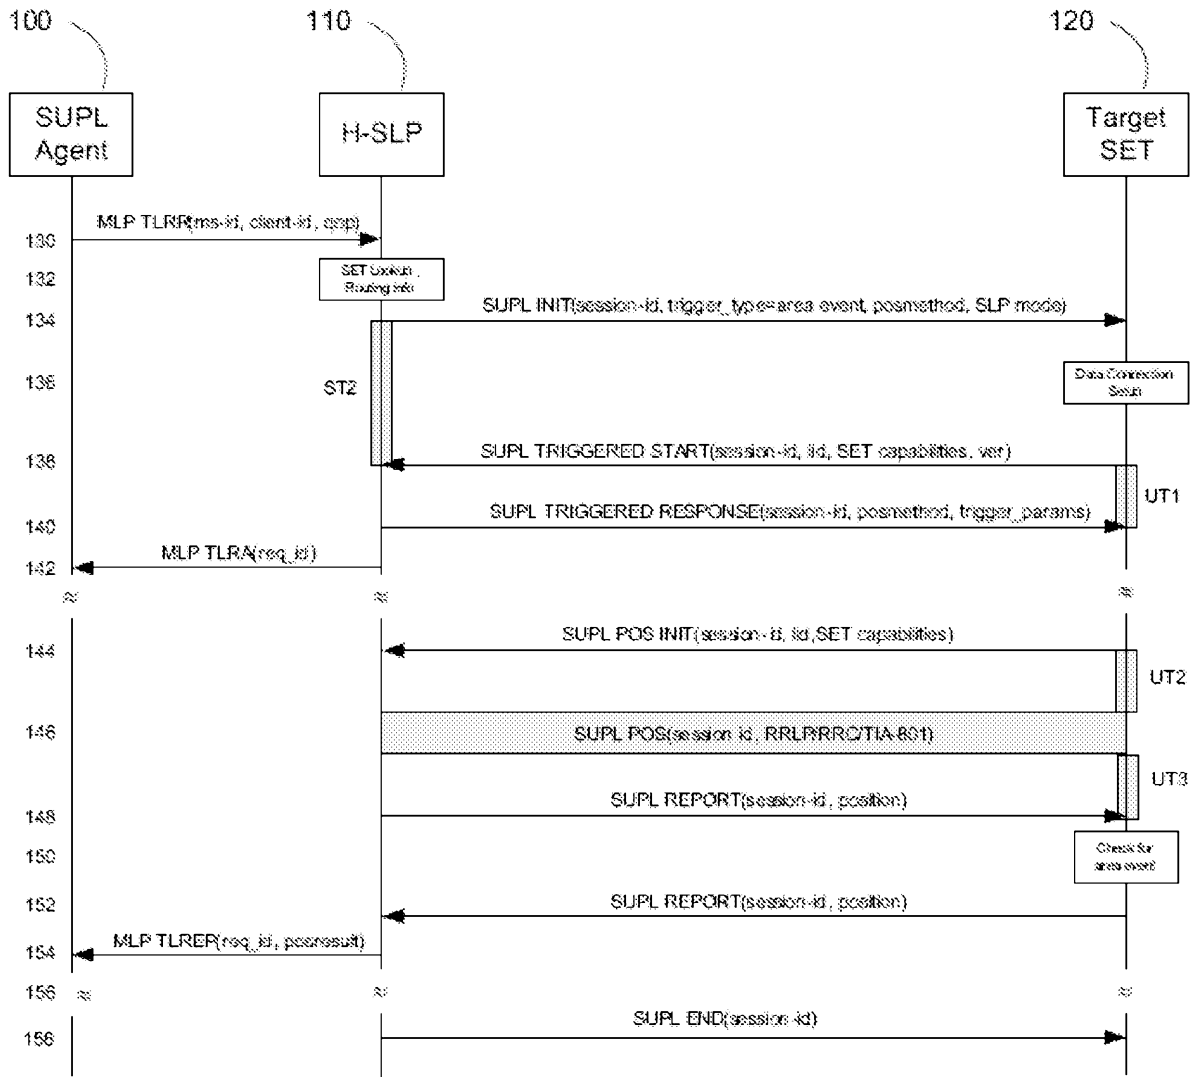 100
110
120
SUPL
Agent
H-SLP
Target
SET
MLP TLRR(ms-id, client-id, qop)
130
SET Lookup,
Routing Info
132
SUPL INIT(session-id, trigger_type=area event, posmethod, SLP mode)
134
136
ST2
Data Connection
Setup
SUPL TRIGGERED START(session-id, lid, SET capabilities, ver)
138
UT1
SUPL TRIGGERED RESPONSE(session-id, posmethod, trigger_params)
140
MLP TLRA(req_id)
142
≈ ≈ ≈
SUPL POS INIT(session-id, lid,SET capabilities)
144
UT2
146
SUPL POS(session id, RRLP/RRC/TIA-801)
UT3
SUPL REPORT(session-id, position)
148
Check for
area event
150
SUPL REPORT(session-id, position)
152
MLP TLREP(req_id, posresult)
154
156 ≈ ≈ ≈
SUPL END(session-id)
156